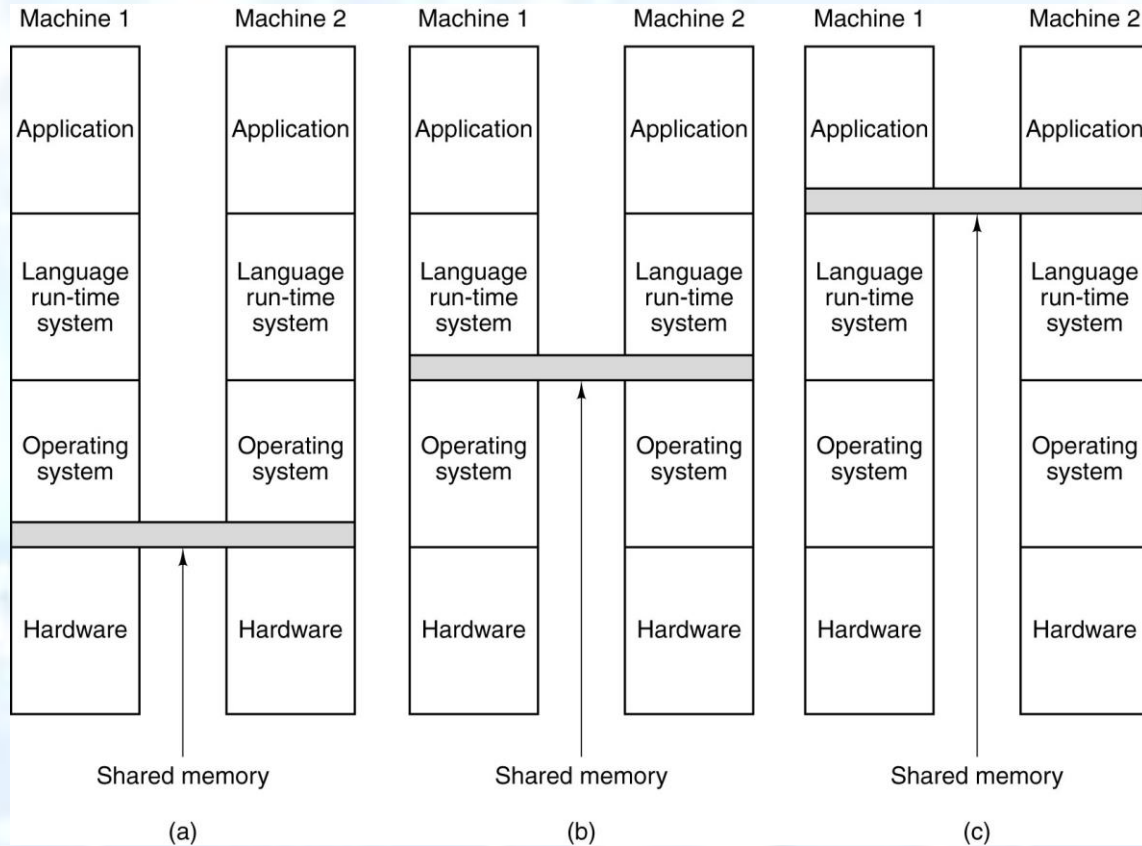 Machine 1
Machine 2
Machine 1
Machine 2
Machine 1
Machine 2
Application
Application
Application
Application
Application
Application
Language
run-time
system
Language
run-time
system
Language
run-time
system
Language
run-time
system
Language
run-time
system
Language
run-time
system
Operating
system
Operating
system
Operating
system
Operating
system
Operating
system
Operating
system
Hardware
Hardware
Hardware
Hardware
Hardware
Hardware
Shared memory
Shared memory
Shared memory
(a)
(b)
(c)